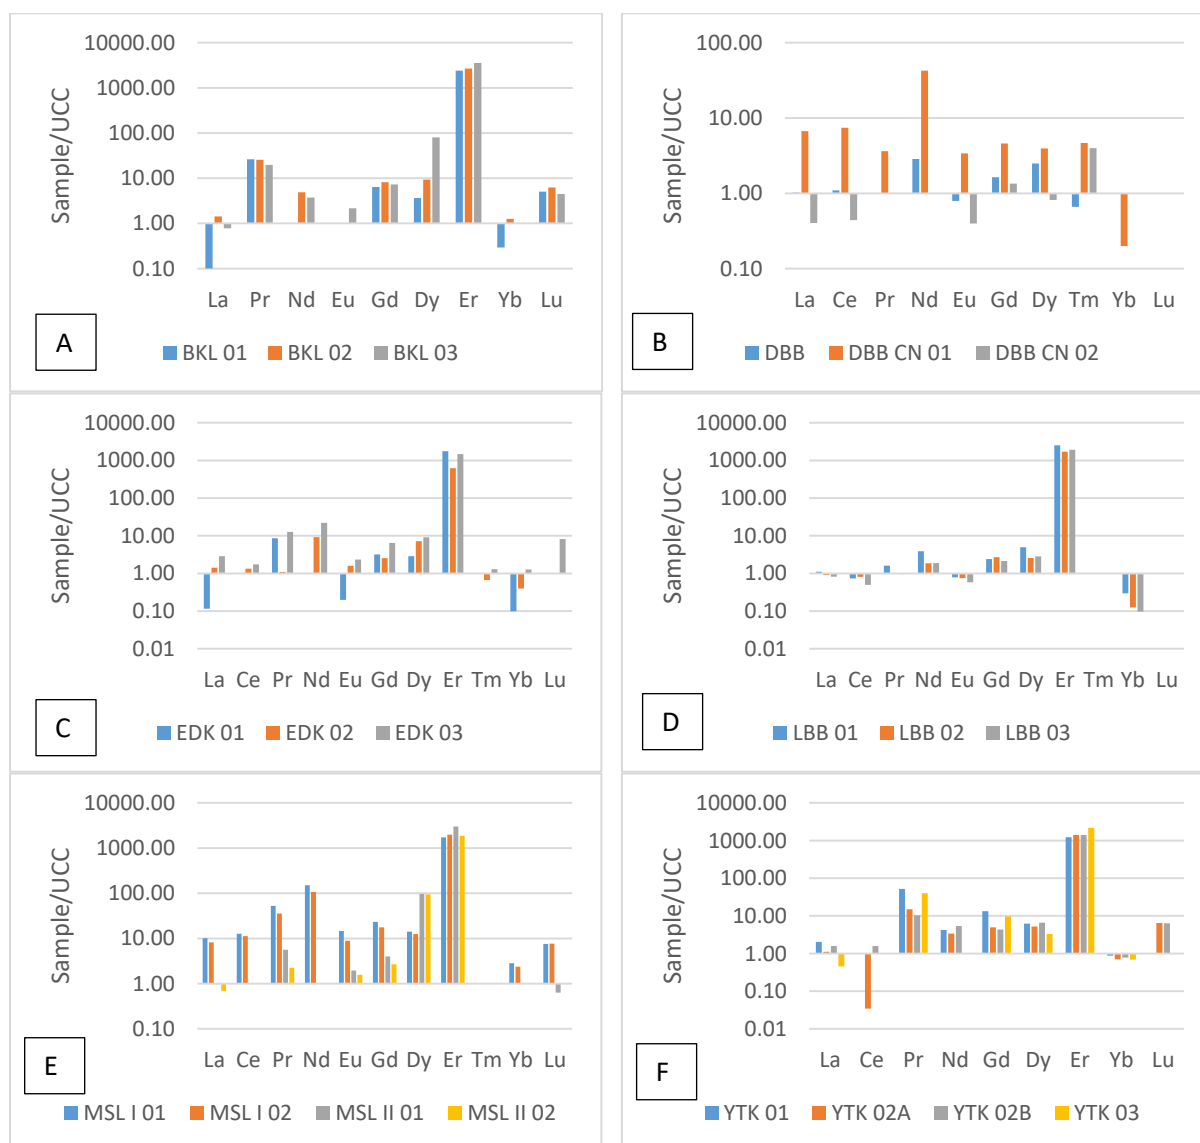 10000.00
1000.00
100.00
10.00
1.00
0.10
Sample/UCC
La Pr Nd Eu Gd Dy Er Yb Lu
A
BKL 01 BKL 02 BKL 03
100.00
10.00
1.00
0.10
Sample/UCC
La Ce Pr Nd Eu Gd Dy Tm Yb Lu
B
DBB DBB CN 01 DBB CN 02
10000.00
1000.00
100.00
10.00
1.00
0.10
0.01
Sample/UCC
La Ce Pr Nd Eu Gd Dy Er Tm Yb Lu
C
EDK 01 EDK 02 EDK 03
10000.00
1000.00
100.00
10.00
1.00
0.10
0.01
Sample/UCC
La Ce Pr Nd Eu Gd Dy Er Tm Yb Lu
D
LBB 01 LBB 02 LBB 03
10000.00
1000.00
100.00
10.00
1.00
0.10
Sample/UCC
La Ce Pr Nd Eu Gd Dy Er Tm Yb Lu
E
MSL I 01 MSL I 02 MSL II 01 MSL II 02
10000.00
1000.00
100.00
10.00
1.00
0.10
0.01
Sample/UCC
La Ce Pr Nd Gd Dy Er Yb Lu
F
YTK 01 YTK 02A YTK 02B YTK 03